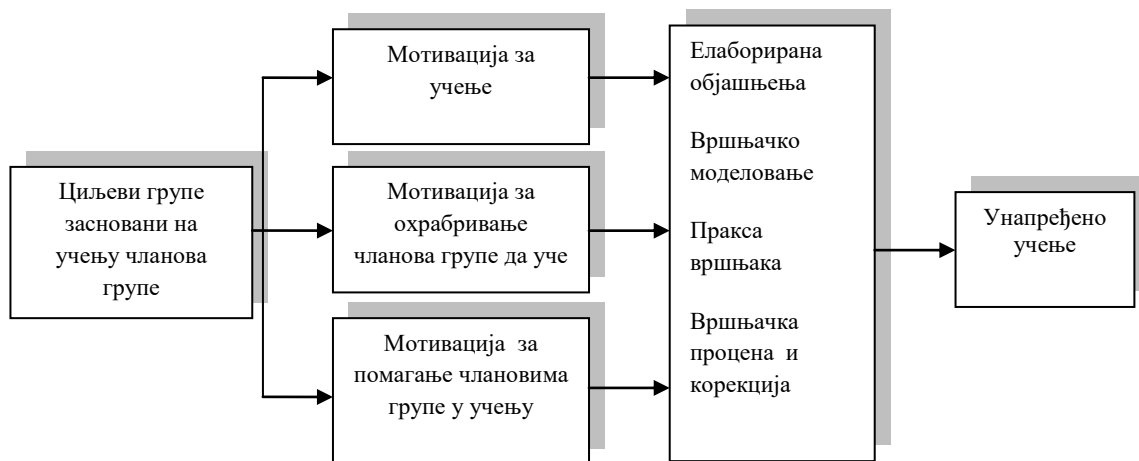 Циљеви групе
засновани на
учењу чланова
групе
Мотивација за
учење
Мотивација за
охрабривање
чланова групе да уче
Мотивација за
помагање члановима
групе у учењу
Елаборирана
објашњења
Вршњачко
моделовање
Пракса
вршњака
Вршњачка
процена и
корекција
Унапређено
учење